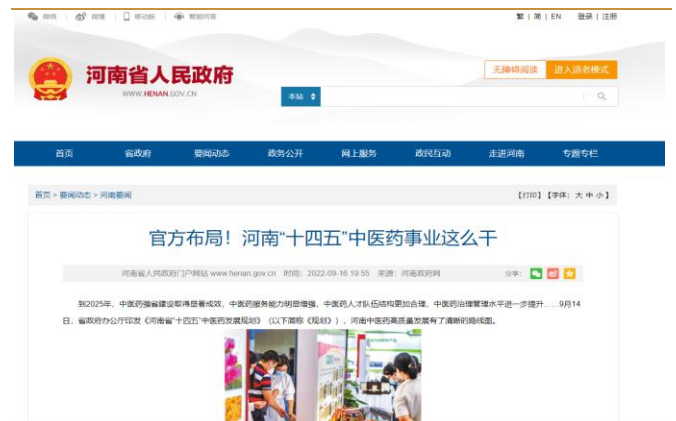 微信 微博 移动版 智能问答 繁 | 简 | EN 登录 | 注册
河南省人民政府
WWW.HENAN.GOV.CN
无障碍阅读 进入适老模式
本站
首页 省政府 要闻动态 政务公开 网上服务 政民互动 走进河南 专题专栏
首页 > 要闻动态 > 河南要闻 【打印】【字体：大 中 小】
官方布局！河南“十四五”中医药事业这么干
河南省人民政府门户网站 www.henan.gov.cn 时间：2022-09-16 19:55 来源：河南政府网 分享：
到2025年，中医药强省建设取得显著成效，中医药服务能力明显增强，中医药人才队伍结构更加合理，中医药治理管理水平进一步提升……9月14
日，省政府办公厅印发《河南省“十四五”中医药发展规划》（以下简称《规划》），河南中医药高质量发展有了清晰的路线图。